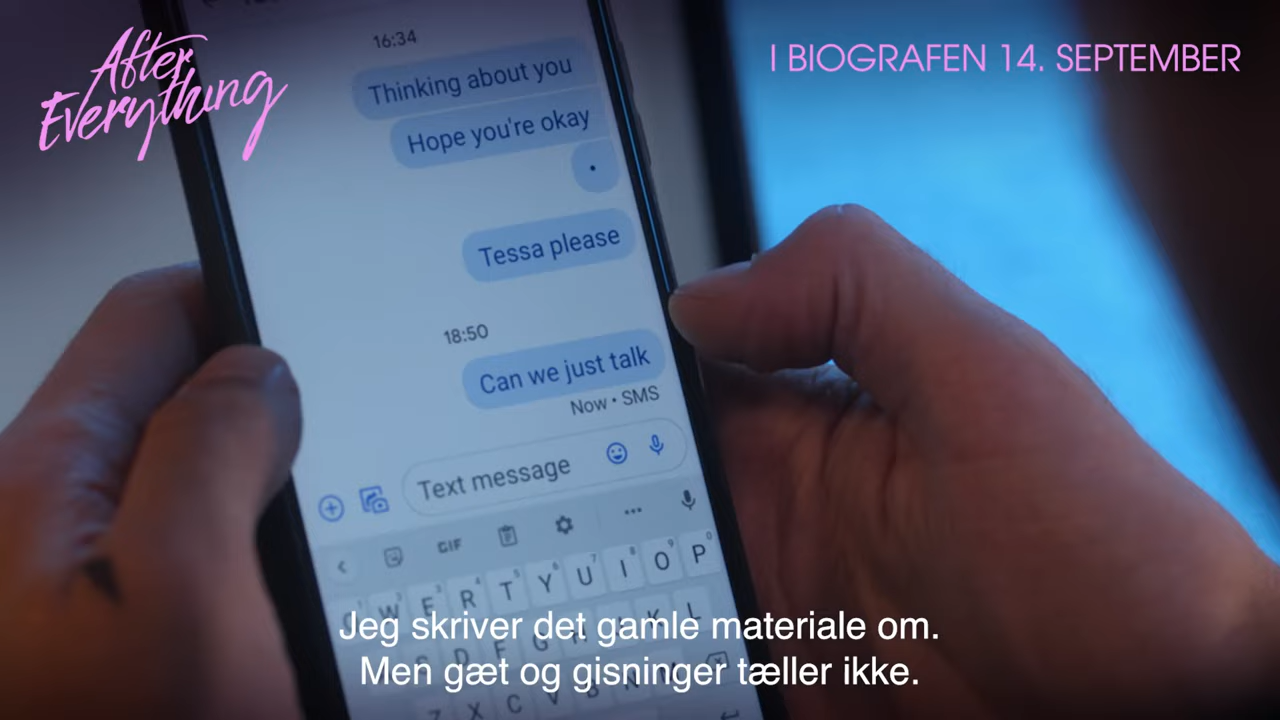 After
Everything
I BIOGRAFEN 14. SEPTEMBER
16:34
Thinking about you
Hope you're okay
.
Tessa please
18:50
Can we just talk
Now • SMS
Text message
GIF
W E R T Y U I O P
Jeg skriver det gamle materiale om.
Men gæt og gisninger tæller ikke.